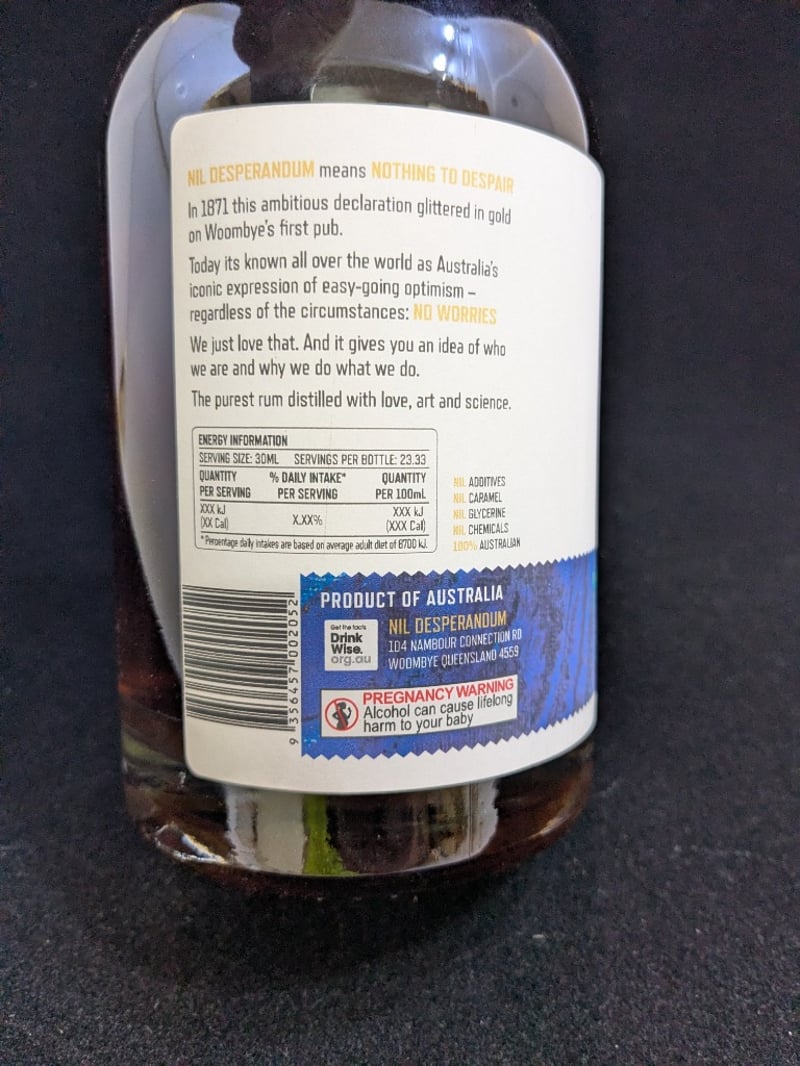 NIL DESPERANDUM means NOTHING TO DESPAIR
In 1871 this ambitious declaration glittered in gold
on Woombye's first pub.
Today its known all over the world as Australia's
iconic expression of easy-going optimism –
regardless of the circumstances: NO WORRIES
We just love that. And it gives you an idea of who
we are and why we do what we do.
The purest rum distilled with love, art and science.
ENERGY INFORMATION
SERVING SIZE: 30ML SERVINGS PER BOTTLE: 23.33
QUANTITY % DAILY INTAKE* QUANTITY
PER SERVING PER SERVING PER 100mL
XXX kJ XXX kJ
(XX Cal) X.XX% (XXX Cal)
*Percentage daily intakes are based on average adult diet of 8700 kJ.
NIL ADDITIVES
NIL CARAMEL
NIL GLYCERINE
NIL CHEMICALS
100% AUSTRALIAN
9 356457 002052
PRODUCT OF AUSTRALIA
Get the facts
Drink
Wise.
org.au
NIL DESPERANDUM
104 NAMBOUR CONNECTION RD
WOOMBYE QUEENSLAND 4559
PREGNANCY WARNING
Alcohol can cause lifelong
harm to your baby